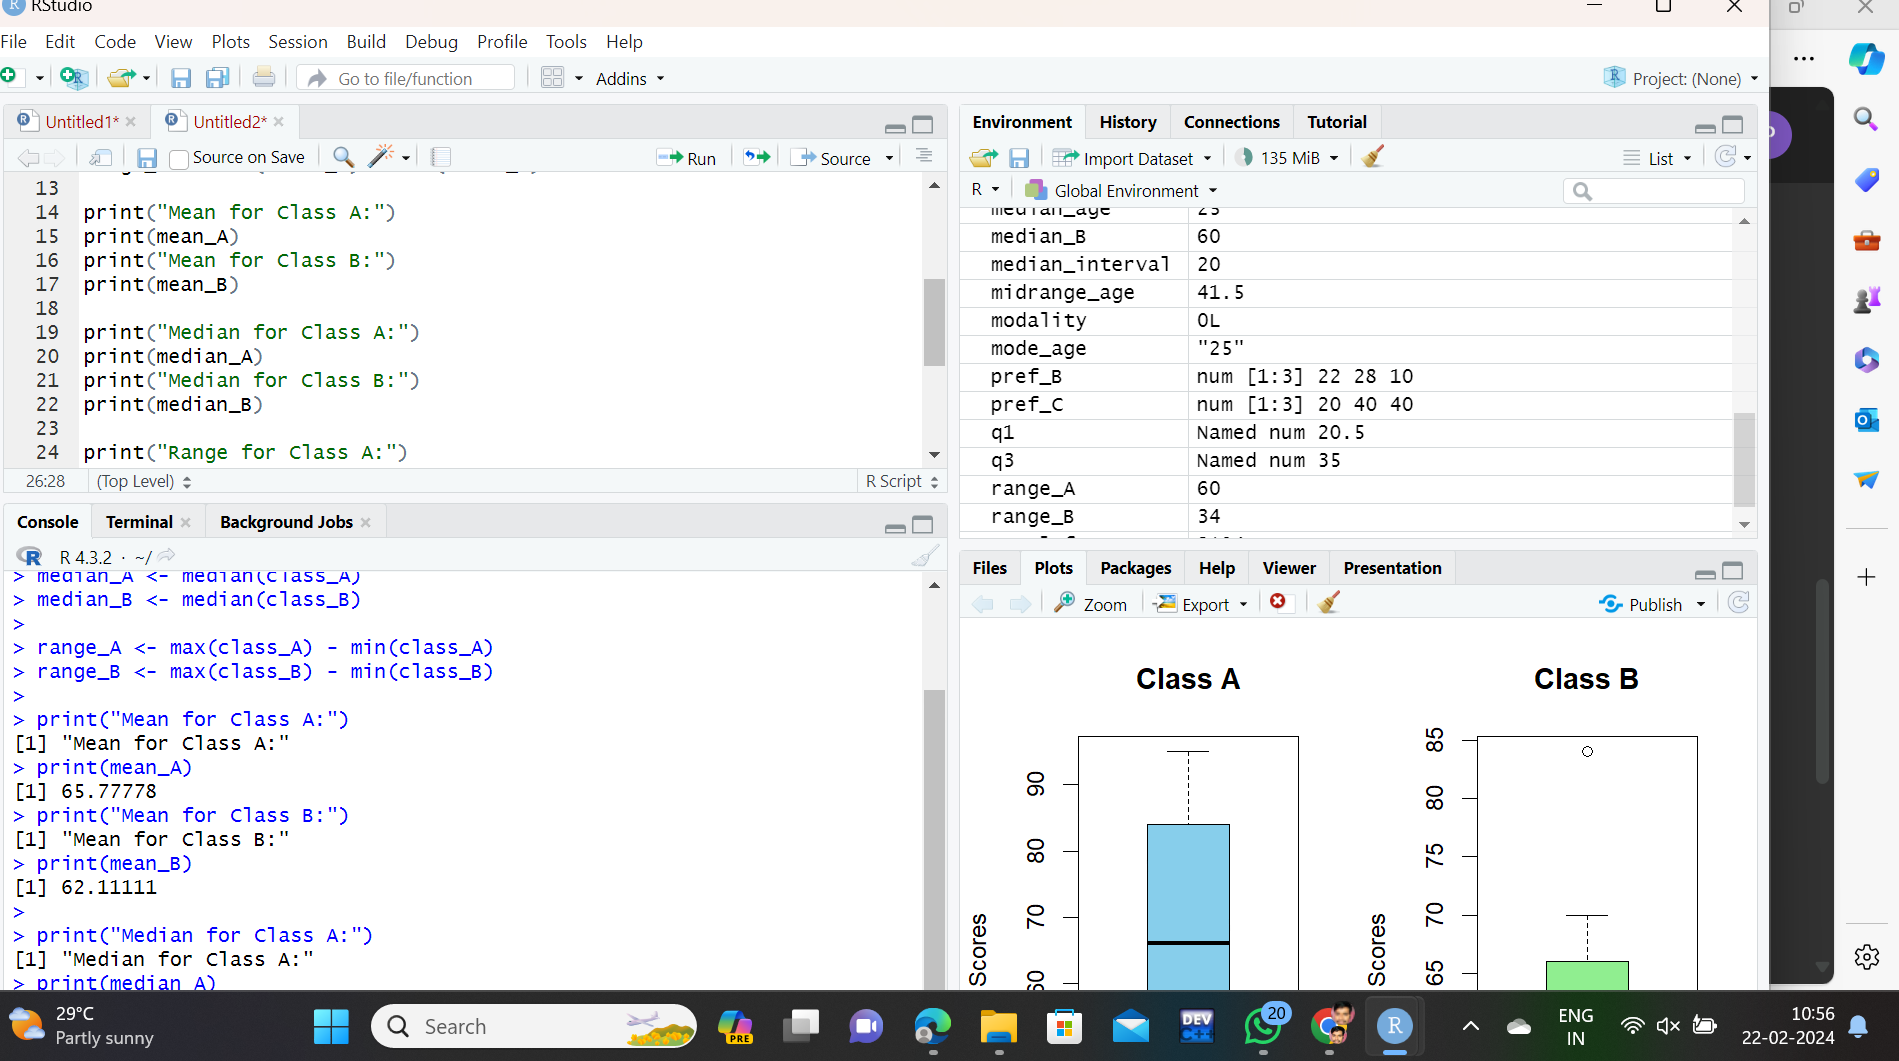 RStudio
File Edit Code View Plots Session Build Debug Profile Tools Help
Go to file/function
Addins
Project: (None)
Untitled1*
Untitled2*
Source on Save
Run
Source
13
14 print("Mean for Class A:")
15 print(mean_A)
16 print("Mean for Class B:")
17 print(mean_B)
18
19 print("Median for Class A:")
20 print(median_A)
21 print("Median for Class B:")
22 print(median_B)
23
24 print("Range for Class A:")
26:28 (Top Level) R Script
Console Terminal Background Jobs
R 4.3.2 · ~/
> median_A <- median(class_A)
> median_B <- median(class_B)
>
> range_A <- max(class_A) - min(class_A)
> range_B <- max(class_B) - min(class_B)
>
> print("Mean for Class A:")
[1] "Mean for Class A:"
> print(mean_A)
[1] 65.77778
> print("Mean for Class B:")
[1] "Mean for Class B:"
> print(mean_B)
[1] 62.11111
>
> print("Median for Class A:")
[1] "Median for Class A:"
> print(median_A)
Environment History Connections Tutorial
Import Dataset 135 MiB List
R Global Environment
median_age 25
median_B 60
median_interval 20
midrange_age 41.5
modality 0L
mode_age "25"
pref_B num [1:3] 22 28 10
pref_C num [1:3] 20 40 40
q1 Named num 20.5
q3 Named num 35
range_A 60
range_B 34
Files Plots Packages Help Viewer Presentation
Zoom Export Publish
Class A
Scores
90
80
70
60
Class B
Scores
85
80
75
70
65
29°C
Partly sunny
Search
PRE
DEV
C++
20
R
ENG
IN
10:56
22-02-2024